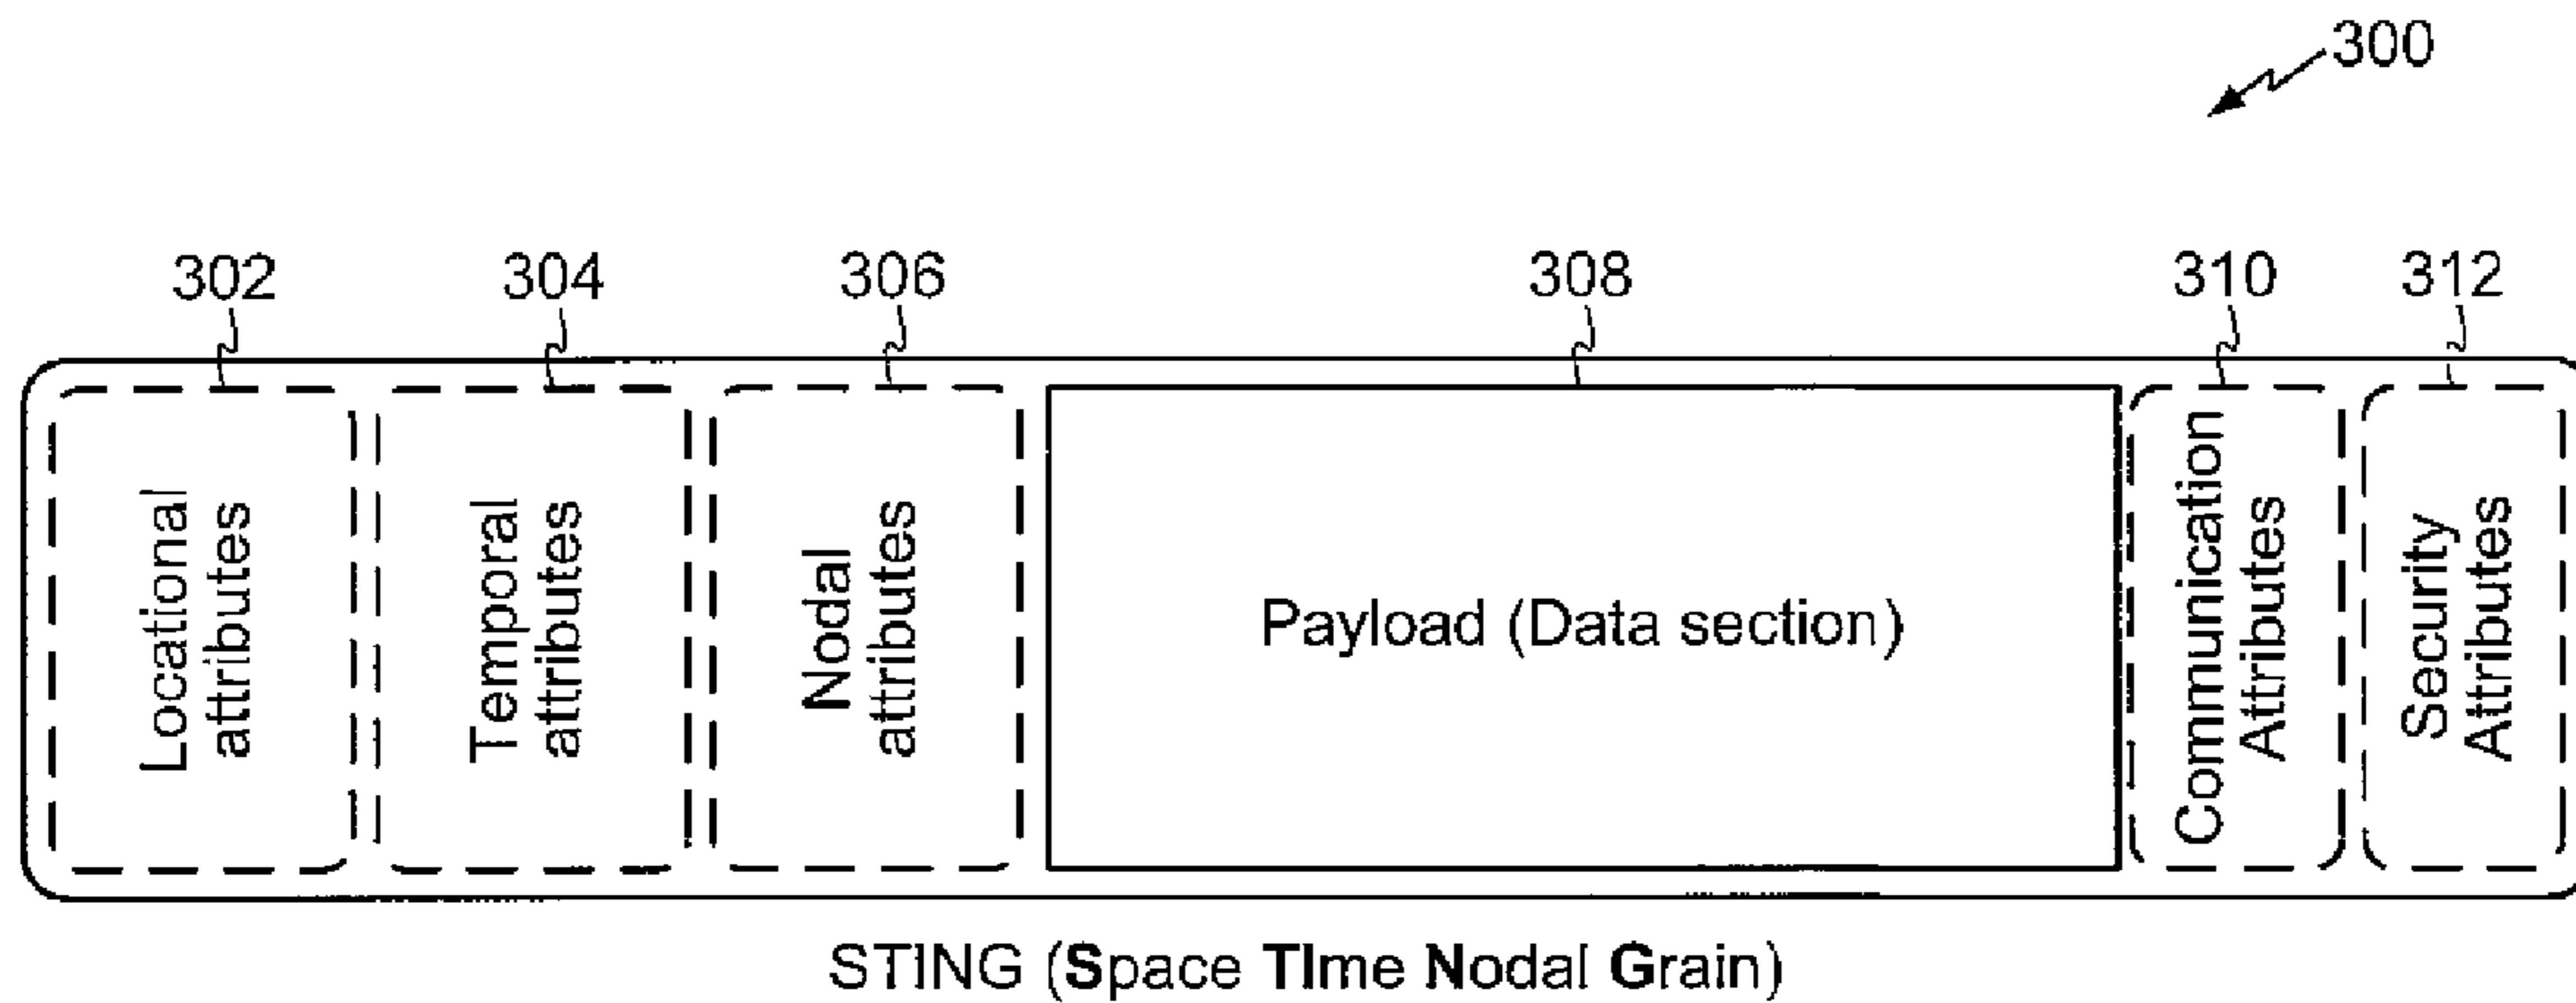 300
302
304
306
308
310
312
Locational
attributes
Temporal
attributes
Nodal
attributes
Payload (Data section)
Communication
Attributes
Security
Attributes
STING (Space TIme Nodal Grain)